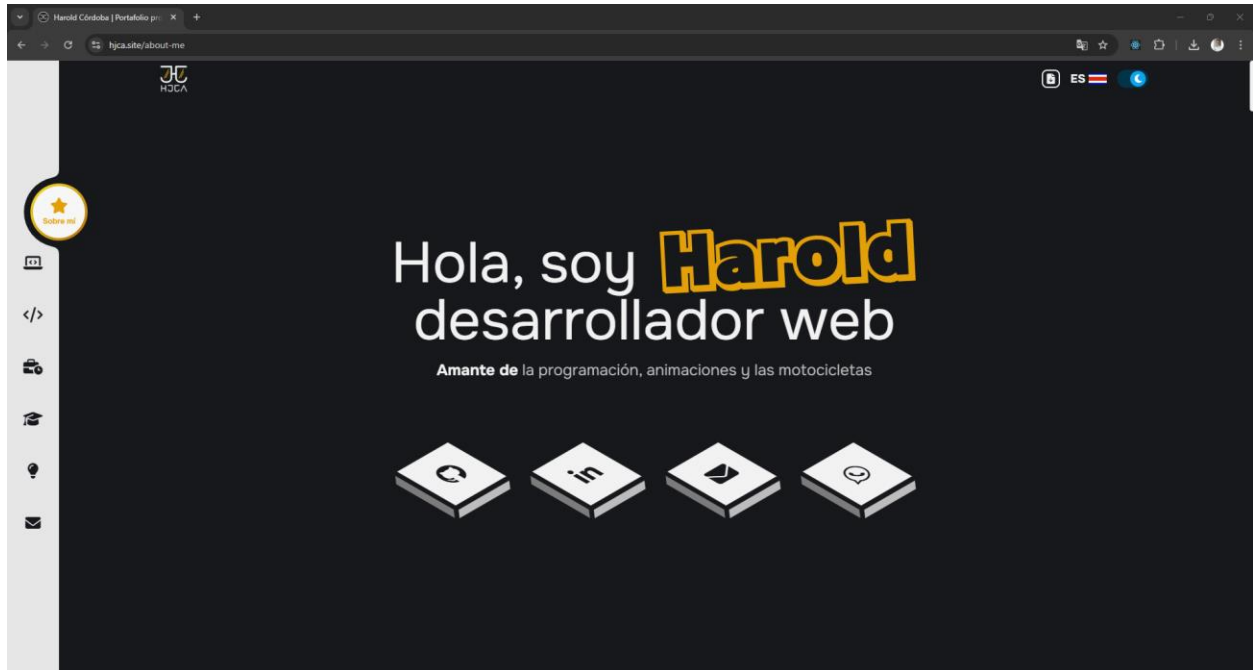 Harold Córdoba | Portafolio pr
hjca.site/about-me
HJCA
ES
Sobre mí
Hola, soy Harold
desarrollador web
Amante de la programación, animaciones y las motocicletas
in